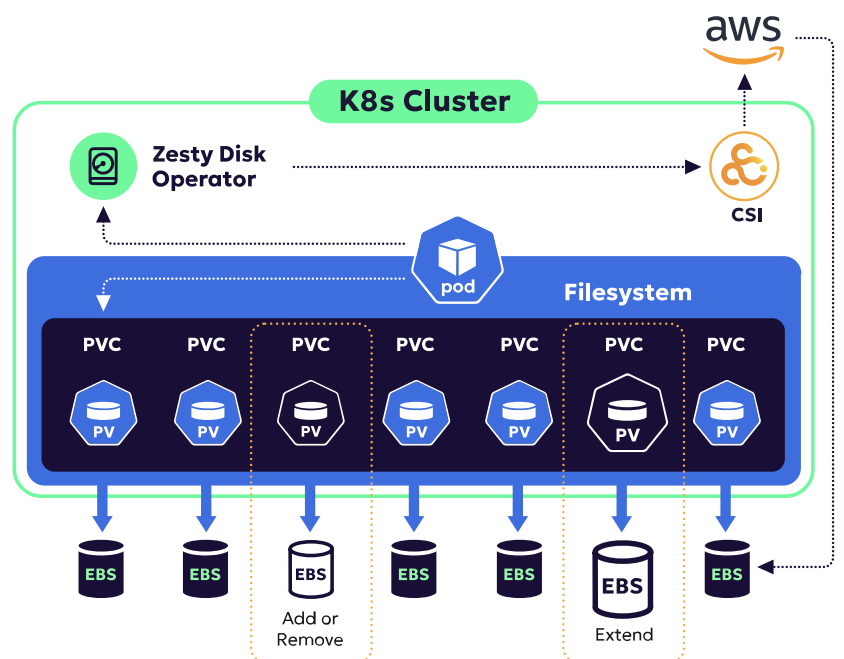 aws
K8s Cluster
Zesty Disk
Operator
CSI
pod
Filesystem
PVC PVC PVC PVC PVC PVC PVC
PV PV PV PV PV PV PV
EBS EBS EBS EBS EBS EBS EBS
Add or
Remove
Extend